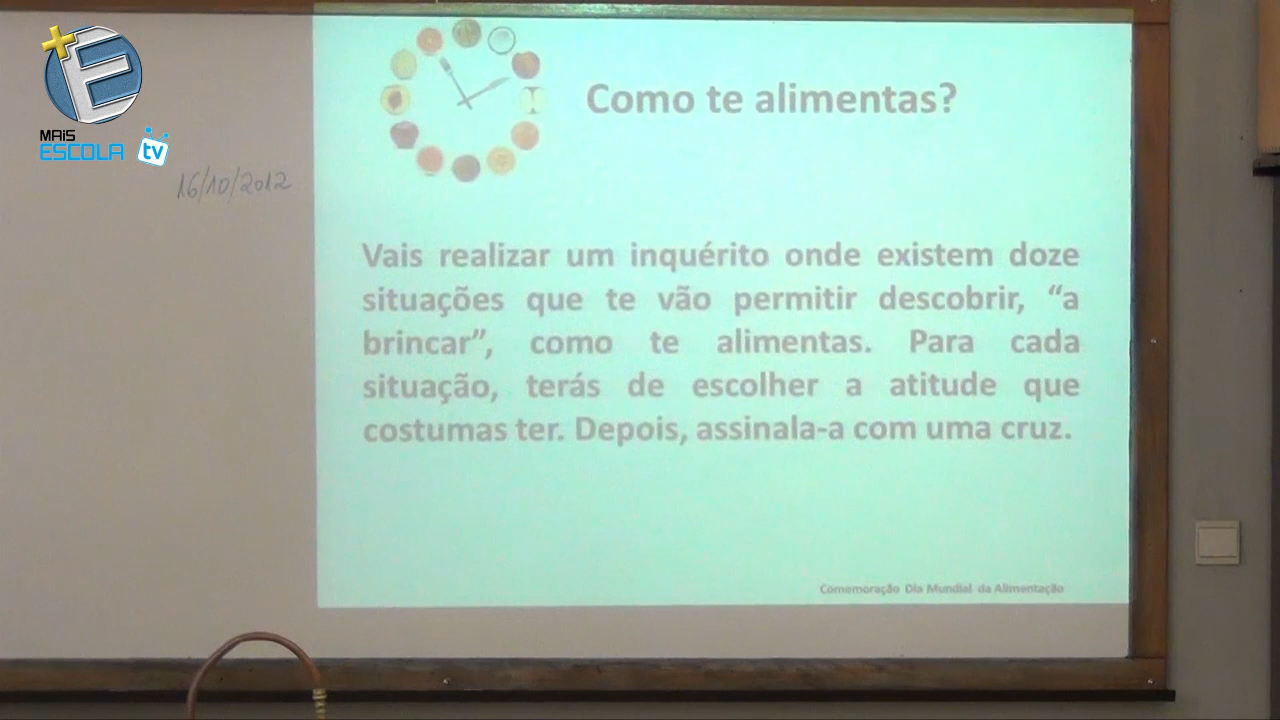 MAIS
ESCOLA tv
16/10/2012
Como te alimentas?
Vais realizar um inquérito onde existem doze
situações que te vão permitir descobrir, “a
brincar”, como te alimentas. Para cada
situação, terás de escolher a atitude que
costumas ter. Depois, assinala-a com uma cruz.
Comemoração Dia Mundial da Alimentação